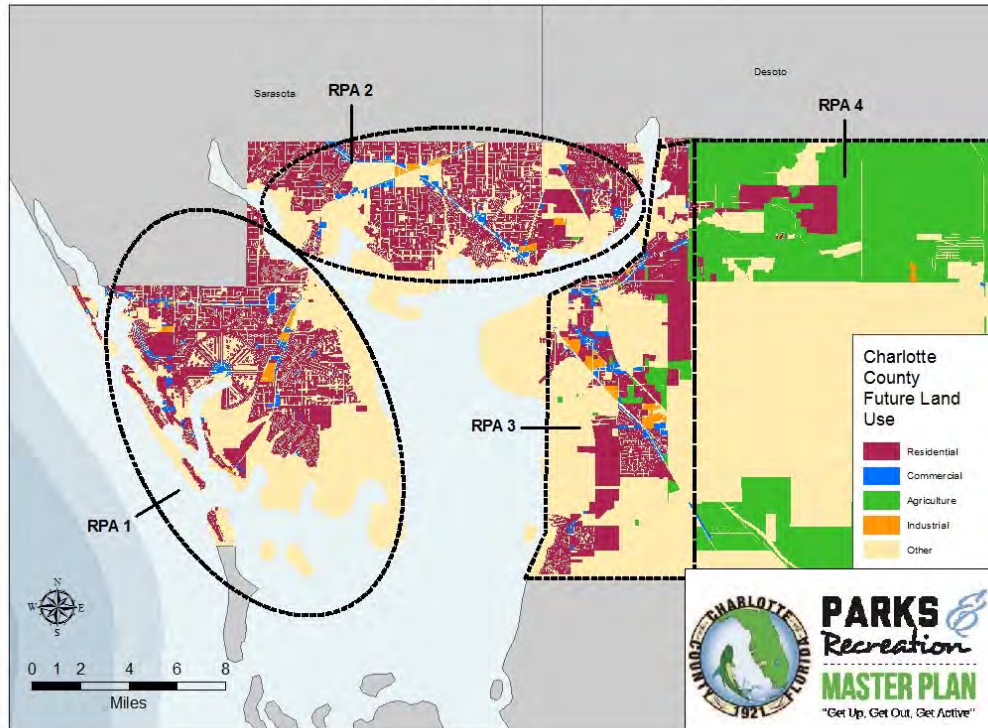 Sarasota
Desoto
RPA 2
RPA 4
RPA 3
RPA 1
Charlotte
County
Future Land
Use
Residential
Commercial
Agriculture
Industrial
Other
N
W E
S
0 1 2 4 6 8
Miles
CHARLOTTE COUNTY FLORIDA
1921
PARKS &
Recreation
MASTER PLAN
"Get Up, Get Out, Get Active"